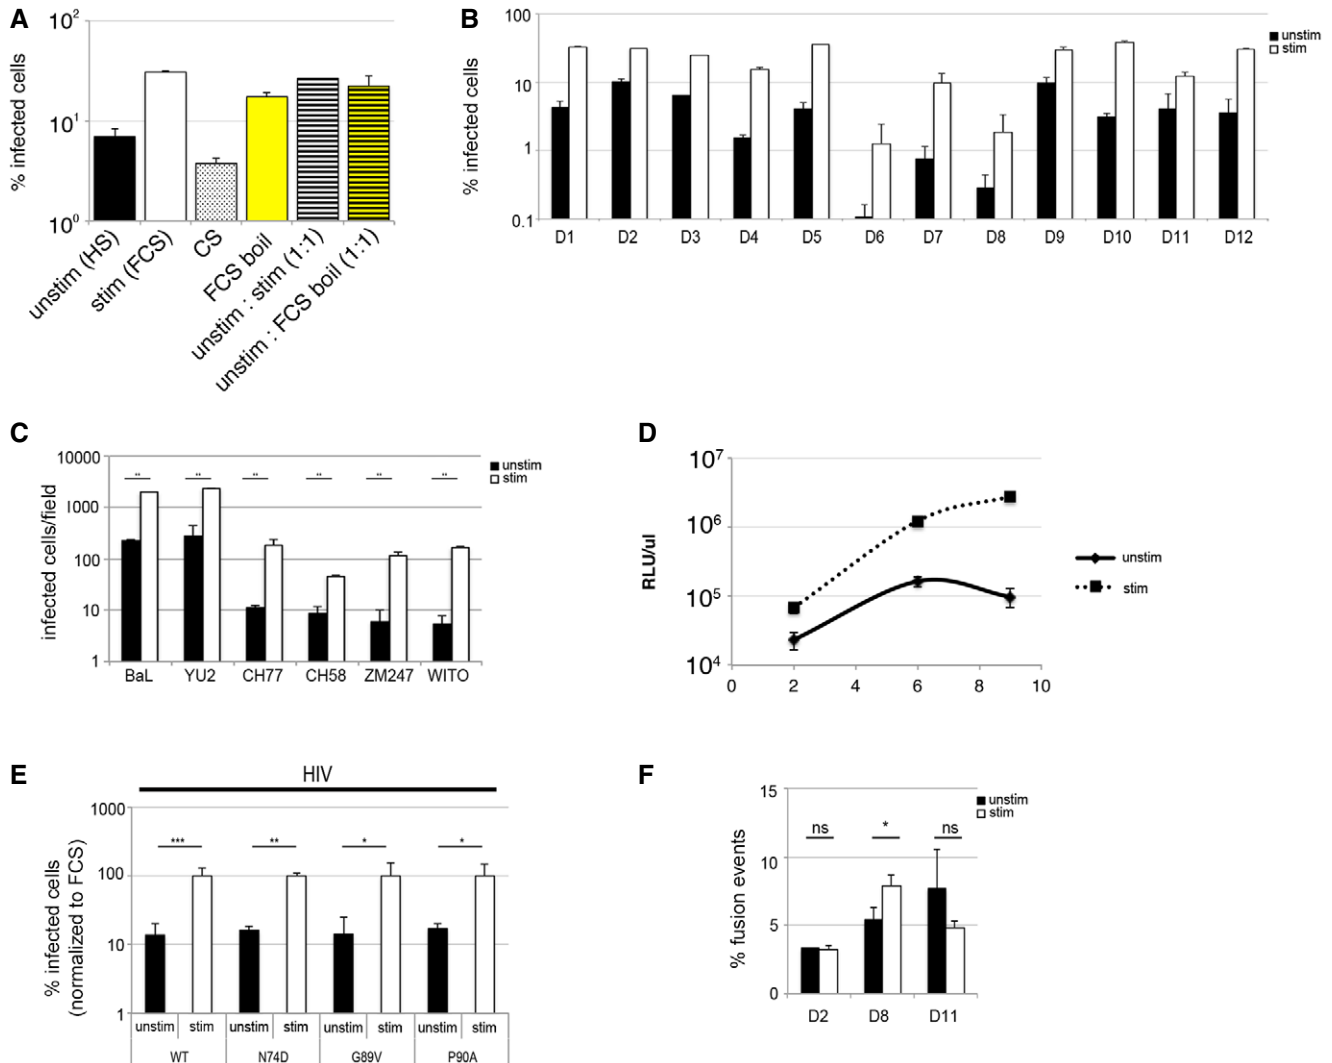 A
% infected cells
10²
10¹
10⁰
unstim (HS)
stim (FCS)
CS
FCS boil
unstim : stim (1:1)
unstim : FCS boil (1:1)
B
% infected cells
100
10
1
0.1
D1 D2 D3 D4 D5 D6 D7 D8 D9 D10 D11 D12
unstim
stim
C
infected cells/field
10000
1000
100
10
1
** ** ** ** ** **
BaL YU2 CH77 CH58 ZM247 WITO
unstim
stim
D
RLU/ul
10⁷
10⁶
10⁵
10⁴
0 2 4 6 8 10
unstim
stim
E
HIV
% infected cells
(normalized to FCS)
1000
100
10
1
*** ** * *
unstim stim unstim stim unstim stim unstim stim
WT N74D G89V P90A
F
% fusion events
15
10
5
0
ns * ns
D2 D8 D11
unstim
stim